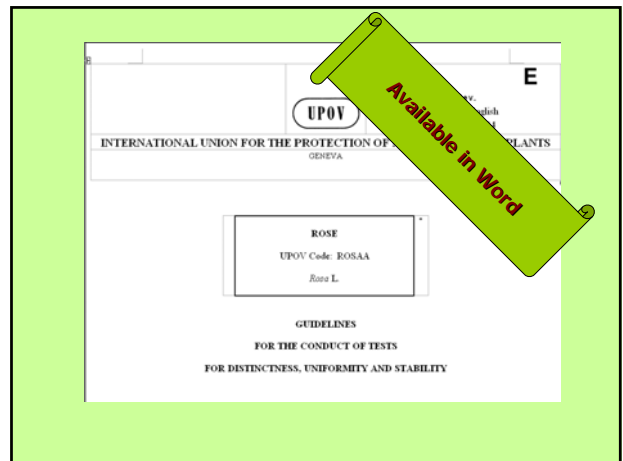 E
E
UPOV
glish
INTERNATIONAL UNION FOR THE PROTECTION OF PLANTS
GENEVA
Available in Word
ROSE
UPOV Code: ROSAA
Rosa L.
GUIDELINES
FOR THE CONDUCT OF TESTS
FOR DISTINCTNESS, UNIFORMITY AND STABILITY